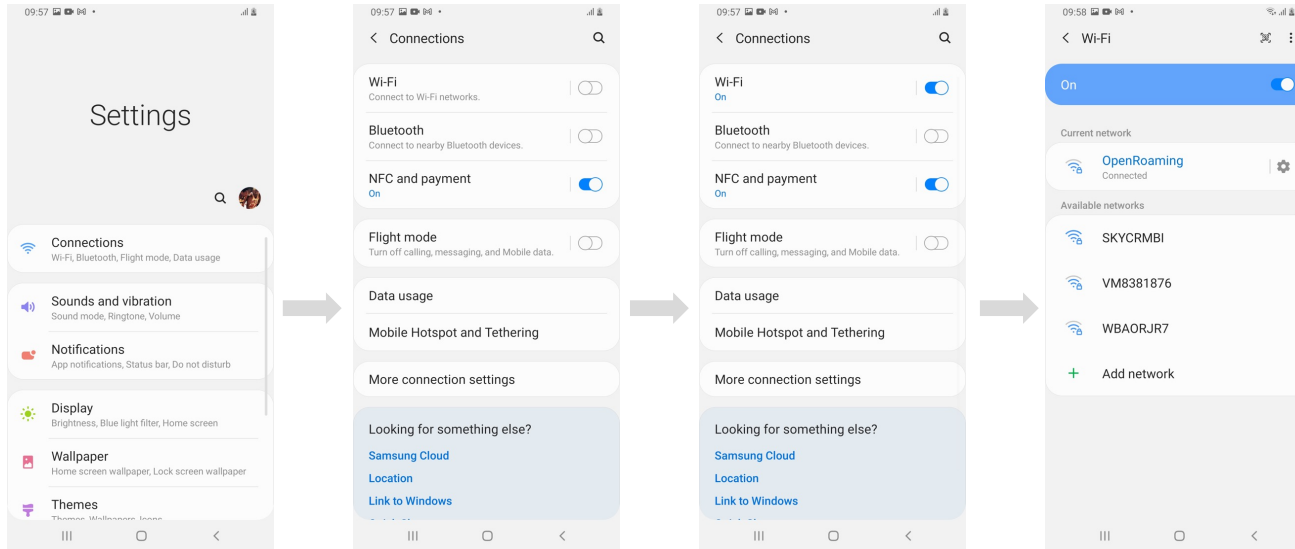 09:57
Settings
Connections
Wi-Fi, Bluetooth, Flight mode, Data usage
Sounds and vibration
Sound mode, Ringtone, Volume
Notifications
App notifications, Status bar, Do not disturb
Display
Brightness, Blue light filter, Home screen
Wallpaper
Home screen wallpaper, Lock screen wallpaper
Themes
Themes, Wallpapers, Icons
09:57
Connections
Wi-Fi
Connect to Wi-Fi networks.
Bluetooth
Connect to nearby Bluetooth devices.
NFC and payment
On
Flight mode
Turn off calling, messaging, and Mobile data.
Data usage
Mobile Hotspot and Tethering
More connection settings
Looking for something else?
Samsung Cloud
Location
Link to Windows
09:57
Connections
Wi-Fi
On
Bluetooth
Connect to nearby Bluetooth devices.
NFC and payment
On
Flight mode
Turn off calling, messaging, and Mobile data.
Data usage
Mobile Hotspot and Tethering
More connection settings
Looking for something else?
Samsung Cloud
Location
Link to Windows
09:58
Wi-Fi
On
Current network
OpenRoaming
Connected
Available networks
SKYCRMBI
VM8381876
WBAORJR7
Add network